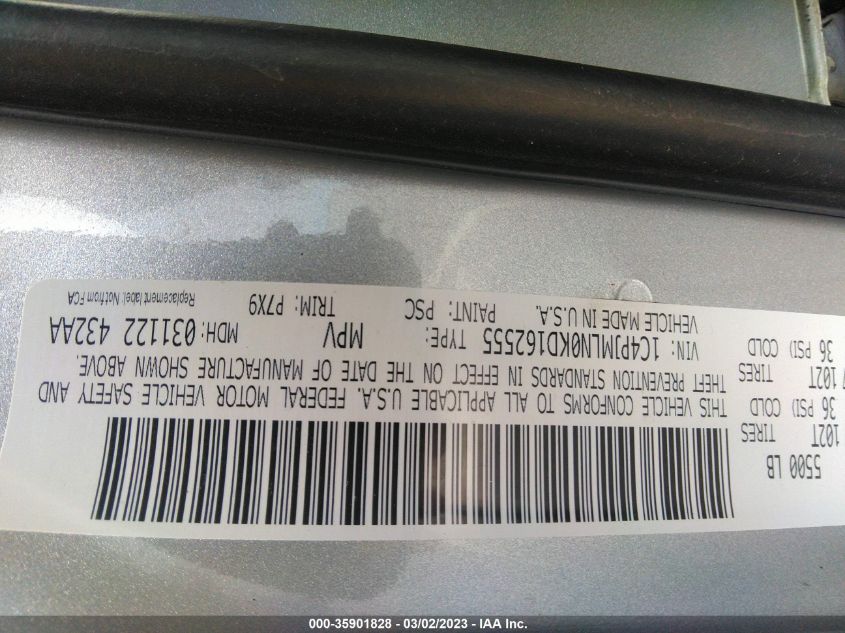 5500 LB
102T TIRES
36 PSI) COLD
102T TIRES
36 PSI) COLD
THIS VEHICLE CONFORMS TO ALL APPLICABLE U.S.A. FEDERAL MOTOR VEHICLE SAFETY AND
THEFT PREVENTION STANDARDS IN EFFECT ON THE DATE OF MANUFACTURE SHOWN ABOVE.
VIN: 1C4PJMLN0KD162555 TYPE: MPV MDH: 031122 432AA
VEHICLE MADE IN U.S.A. PAINT: PSC TRIM: P7X9
Replacement label. Not from FCA
000-35901828 - 03/02/2023 - IAA Inc.